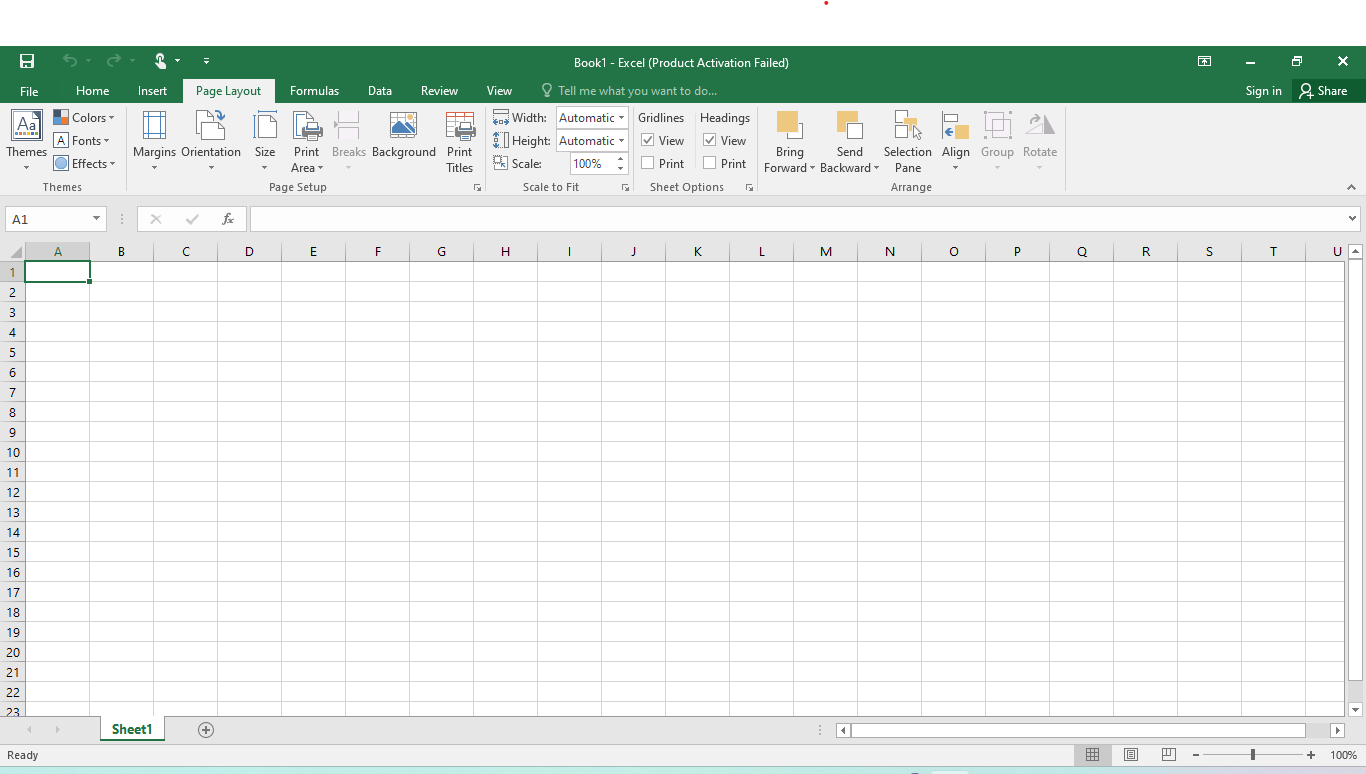 Book1 - Excel (Product Activation Failed)
File Home Insert Page Layout Formulas Data Review View Tell me what you want to do... Sign in Share
Aa Colors Width: Automatic Gridlines Headings
A Fonts Height: Automatic View View
Themes Effects Margins Orientation Size Print Area Breaks Background Print Titles Scale: 100% Print Print Bring Forward Send Backward Selection Pane Align Group Rotate
Themes Page Setup Scale to Fit Sheet Options Arrange
A1 fx
A B C D E F G H I J K L M N O P Q R S T U
1
2
3
4
5
6
7
8
9
10
11
12
13
14
15
16
17
18
19
20
21
22
23
Sheet1
Ready 100%